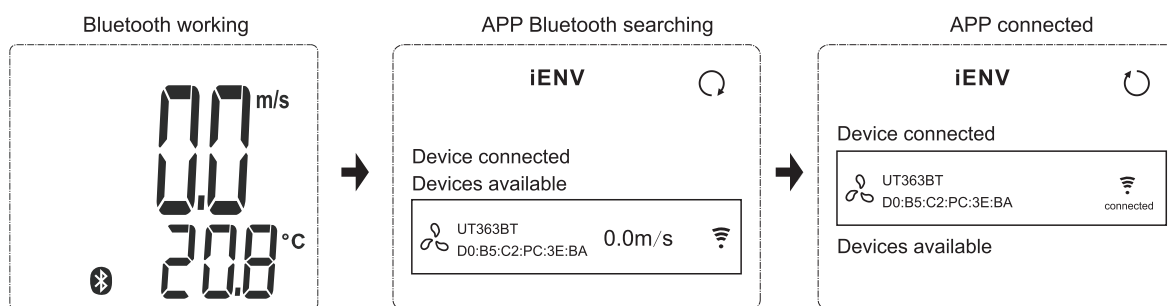 Bluetooth working
0.0 m/s
20.8 °C
APP Bluetooth searching
iENV
Device connected
Devices available
UT363BT
D0:B5:C2:PC:3E:BA
0.0m/s
APP connected
iENV
Device connected
UT363BT
D0:B5:C2:PC:3E:BA
connected
Devices available